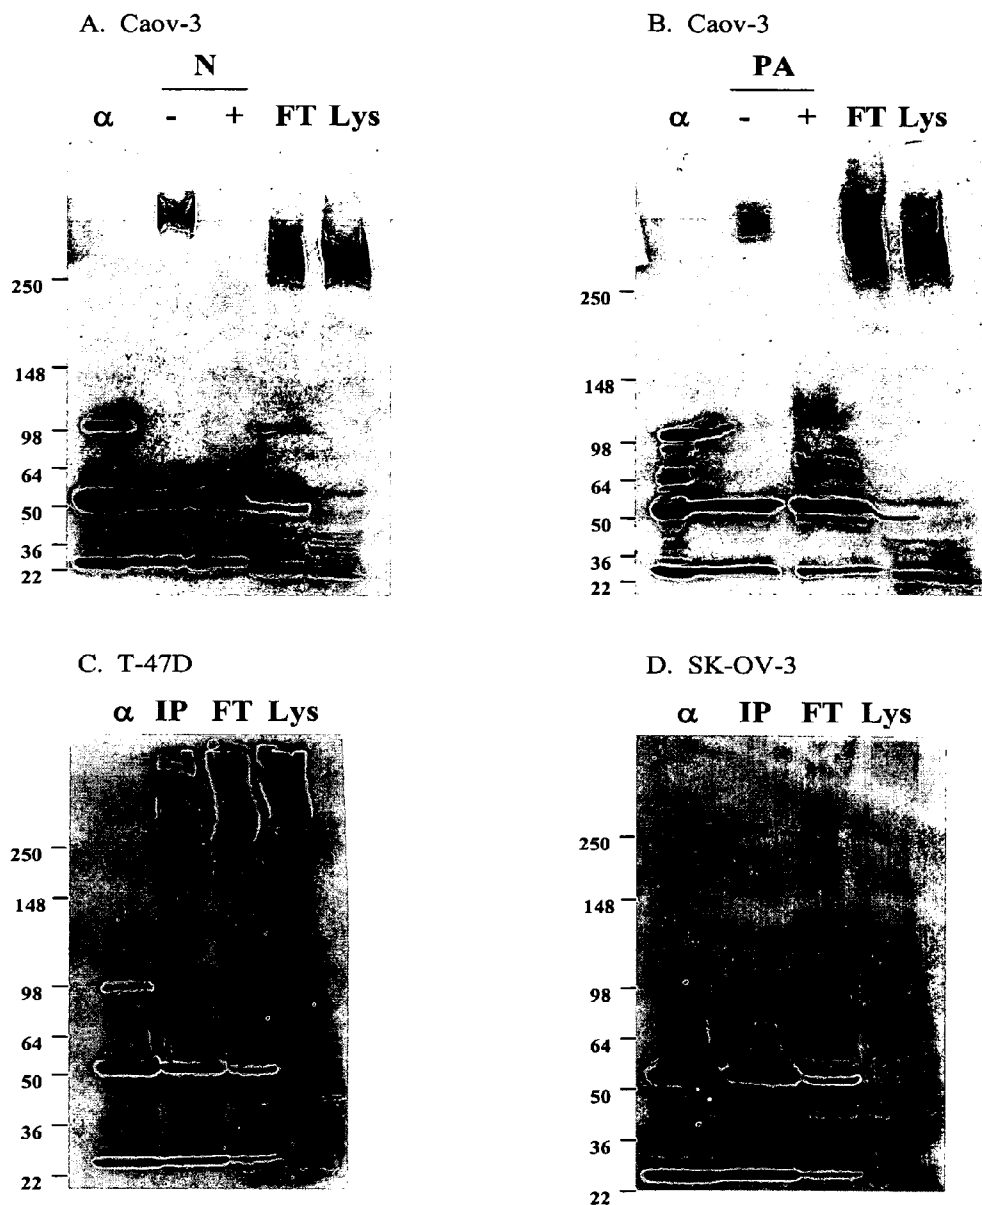 A. Caov-3
N
α - + FT Lys
250
148
98
64
50
36
22
B. Caov-3
PA
α - + FT Lys
250
148
98
64
50
36
22
C. T-47D
α IP FT Lys
250
148
98
64
50
36
22
D. SK-OV-3
α IP FT Lys
250
148
98
64
50
36
22